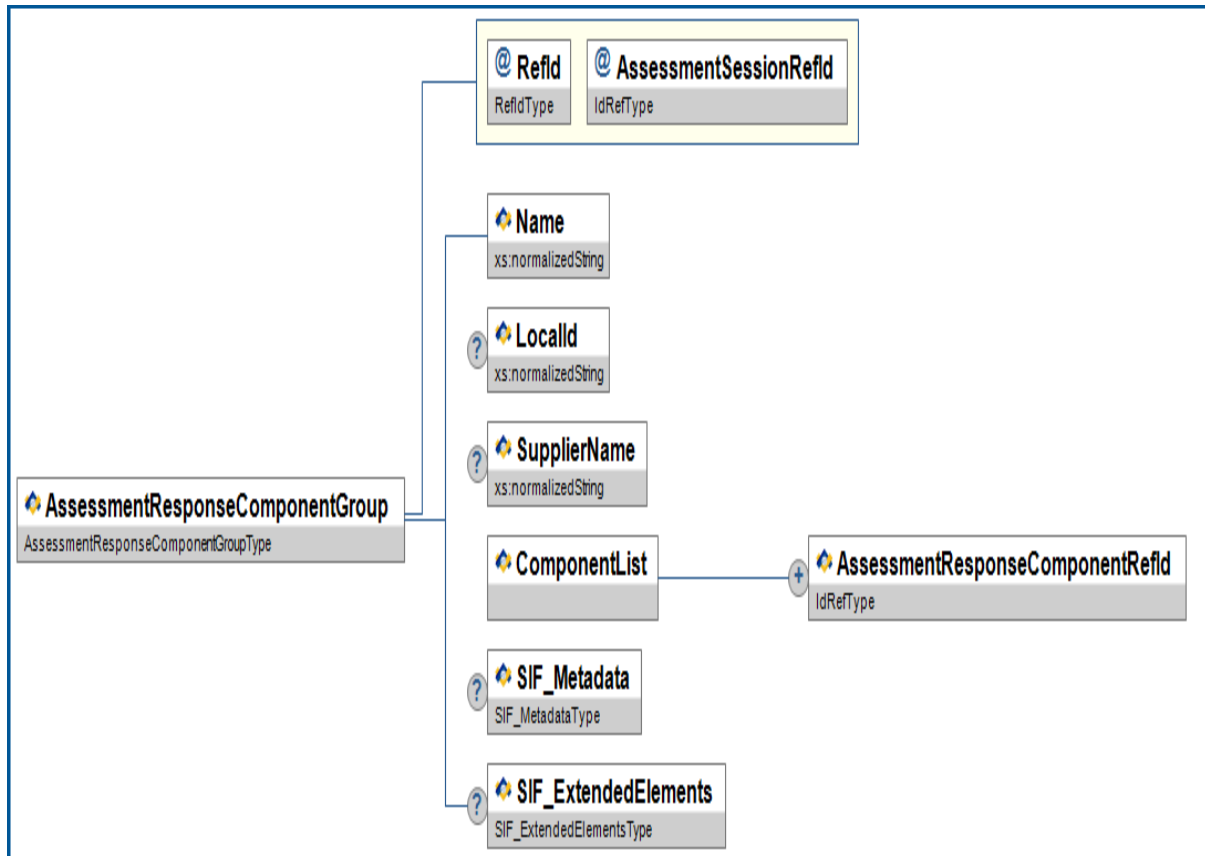 @ RefId
RefIdType
@ AssessmentSessionRefId
IdRefType
Name
xs:normalizedString
? LocalId
xs:normalizedString
? SupplierName
xs:normalizedString
AssessmentResponseComponentGroup
AssessmentResponseComponentGroupType
ComponentList
+ AssessmentResponseComponentRefId
IdRefType
? SIF_Metadata
SIF_MetadataType
? SIF_ExtendedElements
SIF_ExtendedElementsType